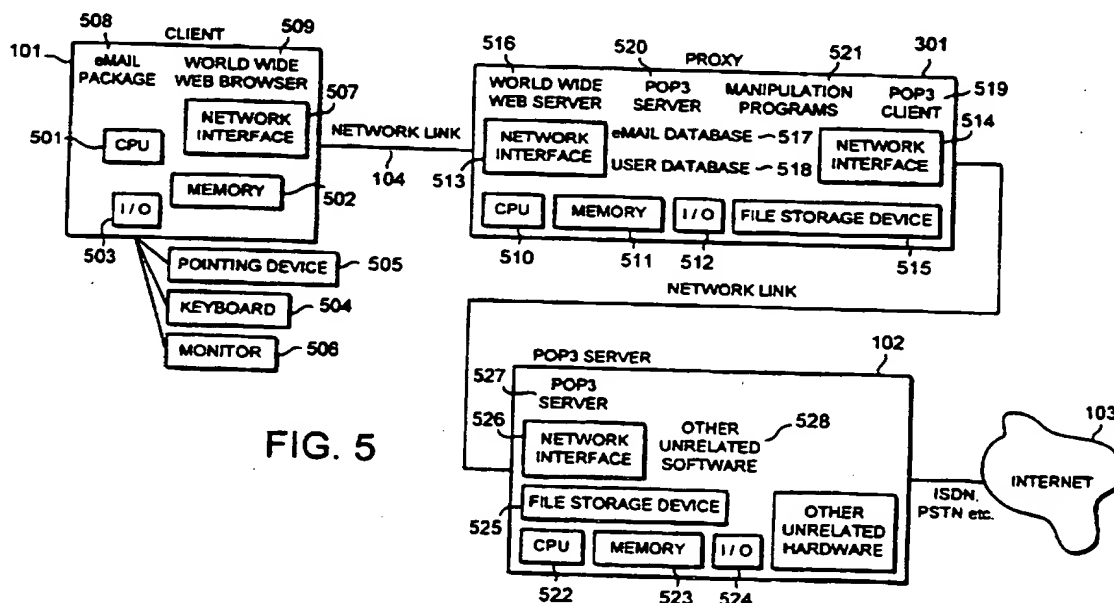 508
CLIENT
509
101
eMAIL PACKAGE
WORLD WIDE WEB BROWSER
507
NETWORK INTERFACE
501
CPU
MEMORY
502
I/O
503
POINTING DEVICE
505
KEYBOARD
504
MONITOR
506
NETWORK LINK
104
516
520
PROXY
521
301
WORLD WIDE WEB SERVER
POP3 SERVER
MANIPULATION PROGRAMS
POP3 CLIENT
519
NETWORK INTERFACE
513
eMAIL DATABASE
517
USER DATABASE
518
NETWORK INTERFACE
514
CPU
MEMORY
I/O
FILE STORAGE DEVICE
510
511
512
515
NETWORK LINK
POP3 SERVER
102
527
POP3 SERVER
526
NETWORK INTERFACE
OTHER UNRELATED SOFTWARE
528
FILE STORAGE DEVICE
525
CPU
MEMORY
I/O
OTHER UNRELATED HARDWARE
522
523
524
ISDN, PSTN etc.
INTERNET
103
FIG. 5